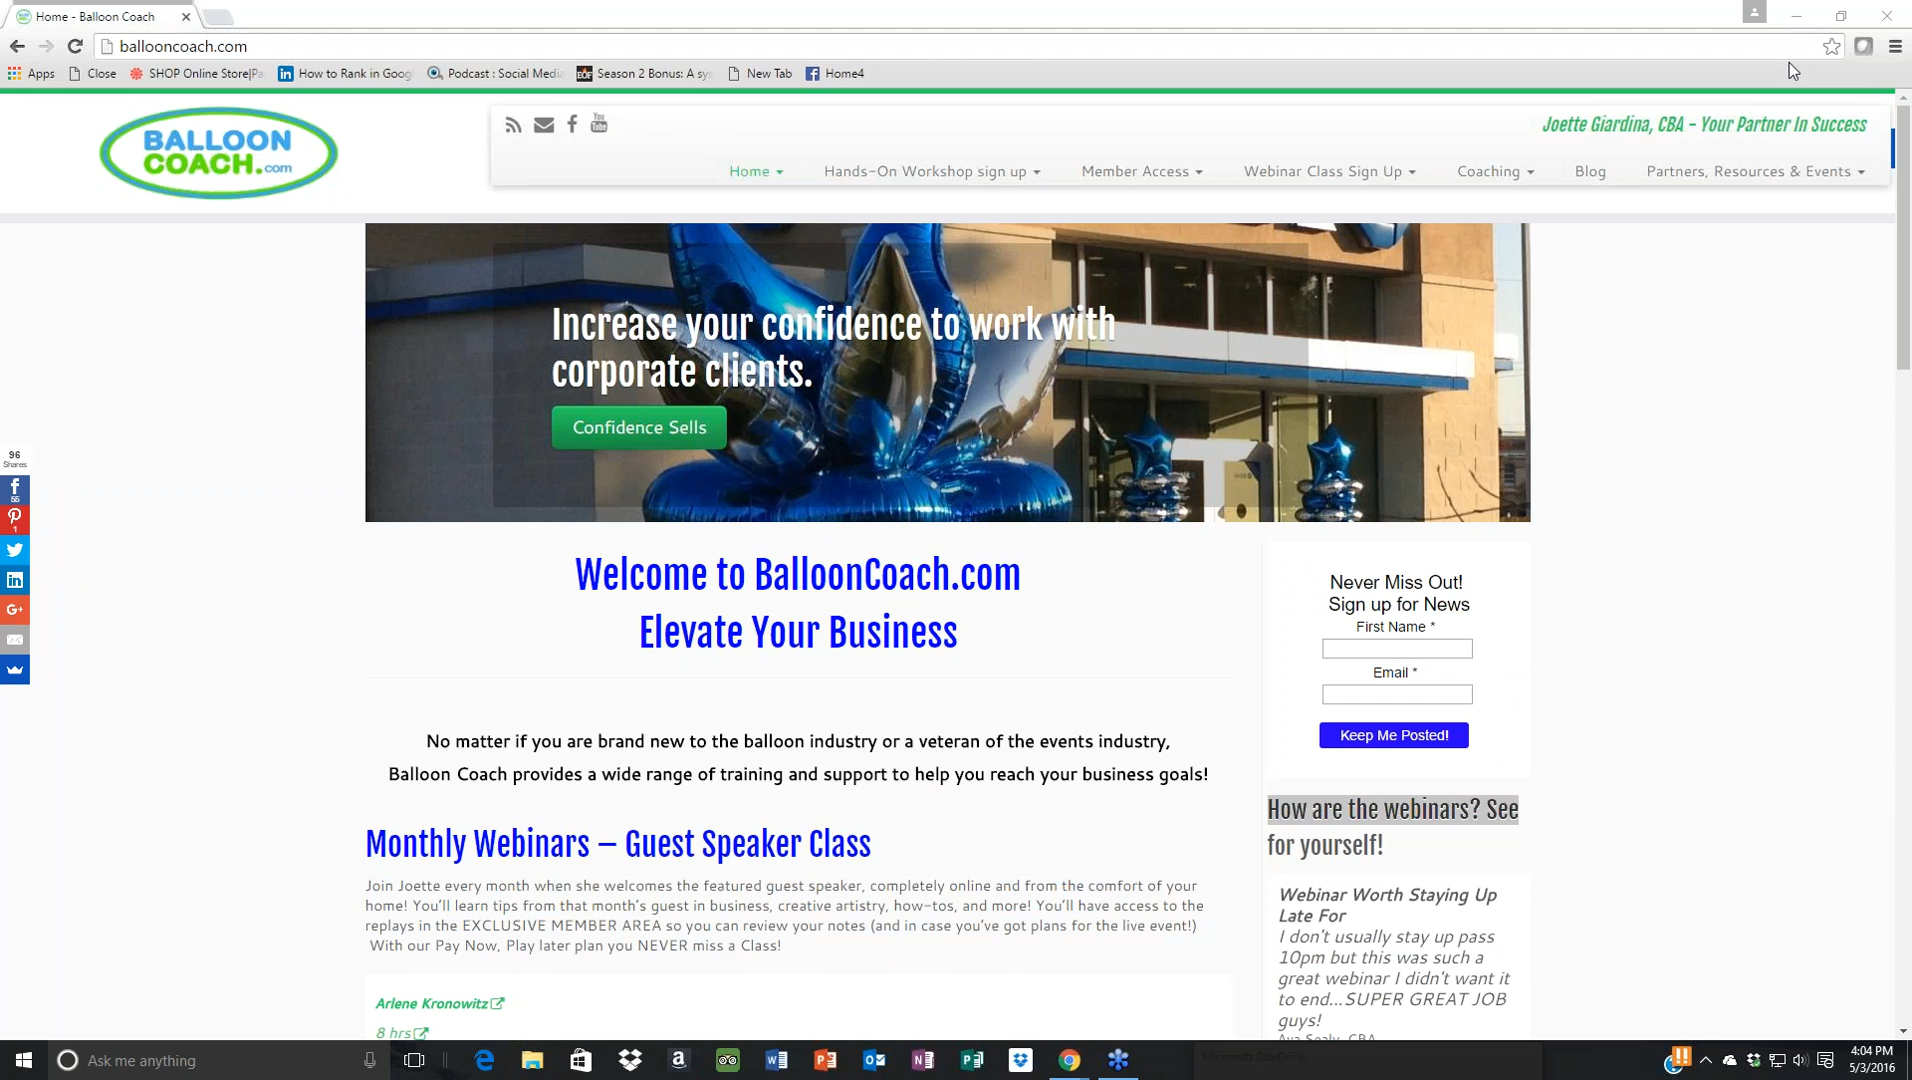 Home - Balloon Coach
ballooncoach.com
Apps
Close
SHOP Online Store|Pa
How to Rank in Goog
Podcast : Social Media
Season 2 Bonus: A sys
New Tab
Home4
BALLOON
COACH.com
You
Tube
Joette Giardina, CBA - Your Partner In Success
Home
Hands-On Workshop sign up
Member Access
Webinar Class Sign Up
Coaching
Blog
Partners, Resources & Events
Increase your confidence to work with
corporate clients.
Confidence Sells
96
Shares
55
1
Welcome to BalloonCoach.com
Elevate Your Business
No matter if you are brand new to the balloon industry or a veteran of the events industry,
Balloon Coach provides a wide range of training and support to help you reach your business goals!
Monthly Webinars – Guest Speaker Class
Join Joette every month when she welcomes the featured guest speaker, completely online and from the comfort of your
home! You'll learn tips from that month's guest in business, creative artistry, how-tos, and more! You'll have access to the
replays in the EXCLUSIVE MEMBER AREA so you can review your notes (and in case you've got plans for the live event!)
With our Pay Now, Play later plan you NEVER miss a Class!
Arlene Kronowitz
8 hrs
Never Miss Out!
Sign up for News
First Name *
Email *
Keep Me Posted!
How are the webinars? See
for yourself!
Webinar Worth Staying Up
Late For
I don't usually stay up pass
10pm but this was such a
great webinar I didn't want it
to end...SUPER GREAT JOB
guys!
Ask me anything
4:04 PM
5/3/2016